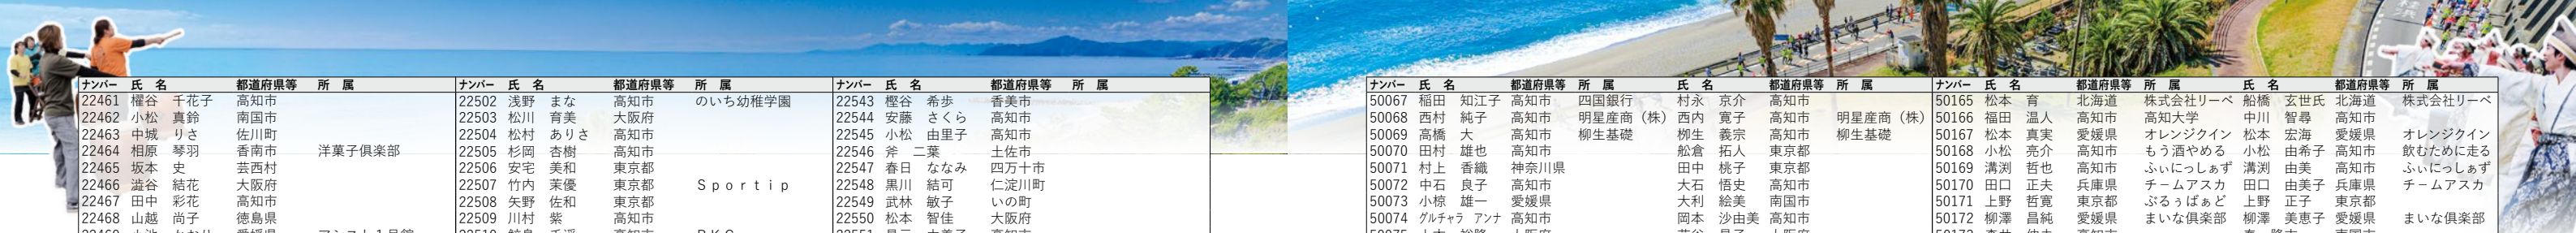 ナンバー 氏 名 都道府県等 所 属 ナンバー 氏 名 都道府県等 所 属 ナンバー 氏 名 都道府県等 所 属
22461 櫂谷 千花子 高知市 22502 浅野 まな 高知市 のいち幼稚学園 22543 樫谷 希歩 香美市
22462 小松 真鈴 南国市 22503 松川 育美 大阪府 22544 安藤 さくら 高知市
22463 中城 りさ 佐川町 22504 松村 ありさ 高知市 22545 小松 由里子 高知市
22464 相原 琴羽 香南市 洋菓子倶楽部 22505 杉岡 杏樹 高知市 22546 斧 二葉 土佐市
22465 坂本 史 芸西村 22506 安宅 美和 東京都 22547 春日 ななみ 四万十市
22466 澁谷 結花 大阪府 22507 竹内 茉優 東京都 Ｓｐｏｒｔｉｐ 22548 黒川 結可 仁淀川町
22467 田中 彩花 高知市 22508 矢野 佐和 東京都 22549 武林 敏子 いの町
22468 山越 尚子 徳島県 22509 川村 紫 高知市 22550 松本 智佳 大阪府
ナンバー 氏 名 都道府県等 所 属 氏 名 都道府県等 所 属 ナンバー 氏 名 都道府県等 所 属 氏 名 都道府県等 所 属
50067 稲田 知江子 高知市 四国銀行 村永 京介 高知市 50165 松本 育 北海道 株式会社リーベ 船橋 玄世氏 北海道 株式会社リーベ
50068 西村 純子 高知市 明星産商（株） 西内 寛子 高知市 明星産商（株） 50166 福田 温人 高知市 高知大学 中川 智尋 高知市
50069 高橋 大 高知市 柳生基礎 栁生 義宗 高知市 柳生基礎 50167 松本 真実 愛媛県 オレンジクイン 松本 宏海 愛媛県 オレンジクイン
50070 田村 雄也 高知市 舩倉 拓人 東京都 50168 小松 亮介 高知市 もう酒やめる 小松 由希子 高知市 飲むために走る
50071 村上 香織 神奈川県 田中 桃子 東京都 50169 溝渕 哲也 高知市 ふぃにっしぁず 溝渕 由美 高知市 ふぃにっしぁず
50072 中石 良子 高知市 大石 悟史 高知市 50170 田口 正夫 兵庫県 チームアスカ 田口 由美子 兵庫県 チームアスカ
50073 小椋 雄一 愛媛県 大利 絵美 南国市 50171 上野 哲寛 東京都 ぶるぅばぁど 上野 正子 東京都
50074 グルチャラ アンナ 高知市 岡本 沙由美 高知市 50172 柳澤 昌純 愛媛県 まいな倶楽部 柳澤 美恵子 愛媛県 まいな倶楽部